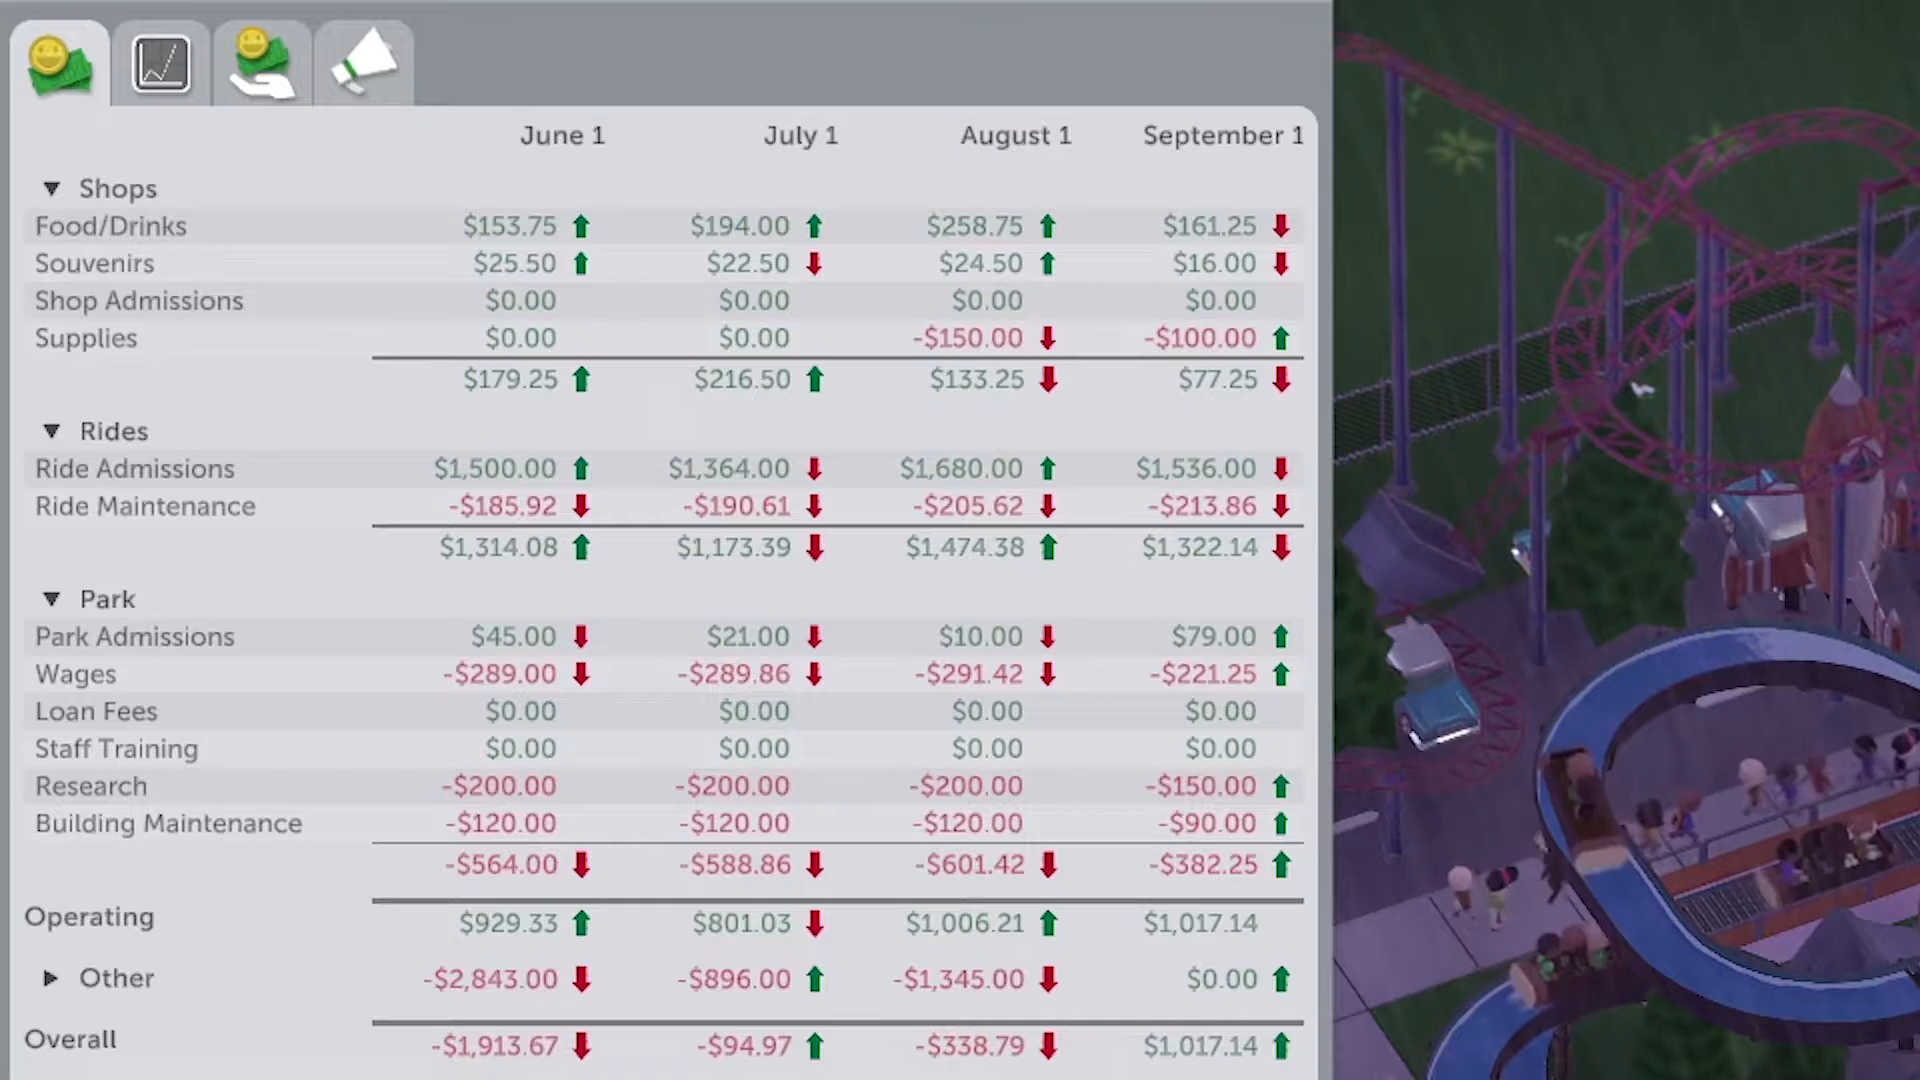 June 1 July 1 August 1 September 1
Shops
Food/Drinks $153.75 $194.00 $258.75 $161.25
Souvenirs $25.50 $22.50 $24.50 $16.00
Shop Admissions $0.00 $0.00 $0.00 $0.00
Supplies $0.00 $0.00 -$150.00 -$100.00
$179.25 $216.50 $133.25 $77.25
Rides
Ride Admissions $1,500.00 $1,364.00 $1,680.00 $1,536.00
Ride Maintenance -$185.92 -$190.61 -$205.62 -$213.86
$1,314.08 $1,173.39 $1,474.38 $1,322.14
Park
Park Admissions $45.00 $21.00 $10.00 $79.00
Wages -$289.00 -$289.86 -$291.42 -$221.25
Loan Fees $0.00 $0.00 $0.00 $0.00
Staff Training $0.00 $0.00 $0.00 $0.00
Research -$200.00 -$200.00 -$200.00 -$150.00
Building Maintenance -$120.00 -$120.00 -$120.00 -$90.00
-$564.00 -$588.86 -$601.42 -$382.25
Operating $929.33 $801.03 $1,006.21 $1,017.14
Other -$2,843.00 -$896.00 -$1,345.00 $0.00
Overall -$1,913.67 -$94.97 -$338.79 $1,017.14